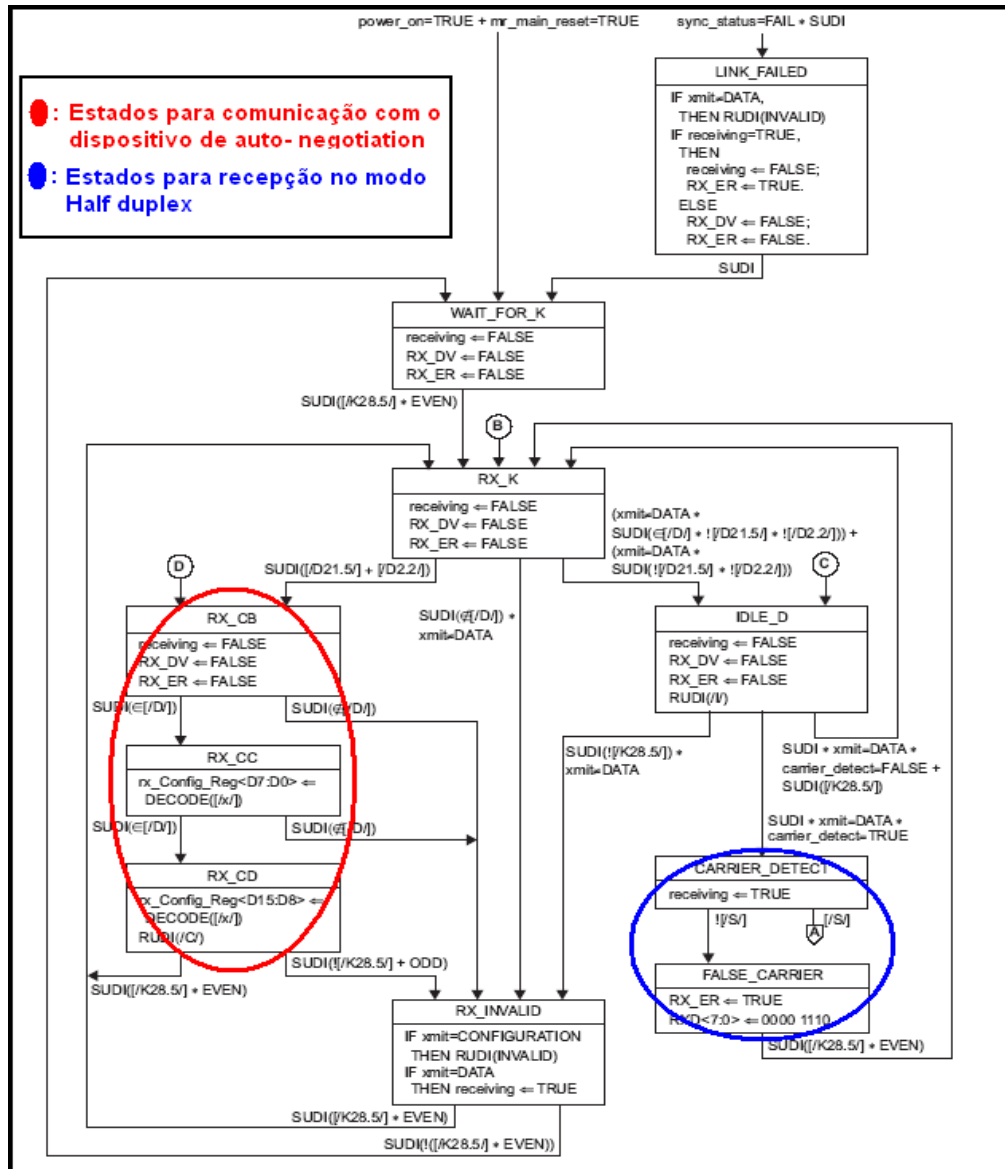 power_on=TRUE + mr_main_reset=TRUE
sync_status=FAIL * SUDI
: Estados para comunicação com o
dispositivo de auto- negotiation
: Estados para recepção no modo
Half duplex
LINK_FAILED
IF xmit≠DATA,
THEN RUDI(INVALID)
IF receiving=TRUE,
THEN
receiving ⇐ FALSE;
RX_ER ⇐ TRUE.
ELSE
RX_DV ⇐ FALSE;
RX_ER ⇐ FALSE.
SUDI
WAIT_FOR_K
receiving ⇐ FALSE
RX_DV ⇐ FALSE
RX_ER ⇐ FALSE
SUDI([/K28.5/] * EVEN)
B
RX_K
receiving ⇐ FALSE
RX_DV ⇐ FALSE
RX_ER ⇐ FALSE
(xmit≠DATA *
SUDI(∈[/D/] * ![/D21.5/] * ![/D2.2/])) +
(xmit=DATA *
SUDI(![/D21.5/] * ![/D2.2/]))
D
SUDI([/D21.5/] + [/D2.2/])
SUDI(∉[/D/]) *
xmit≠DATA
C
RX_CB
receiving ⇐ FALSE
RX_DV ⇐ FALSE
RX_ER ⇐ FALSE
SUDI(∈[/D/])
SUDI(∉[/D/])
IDLE_D
receiving ⇐ FALSE
RX_DV ⇐ FALSE
RX_ER ⇐ FALSE
RUDI(/I/)
SUDI(![/K28.5/]) *
xmit≠DATA
SUDI * xmit=DATA *
carrier_detect=FALSE +
SUDI([/K28.5/])
SUDI * xmit=DATA *
carrier_detect=TRUE
RX_CC
rx_Config_Reg<D7:D0> ⇐
DECODE([/x/])
SUDI(∈[/D/])
SUDI(∉[/D/])
RX_CD
rx_Config_Reg<D15:D8> ⇐
DECODE([/x/])
RUDI(/C/)
SUDI([/K28.5/] * EVEN)
SUDI(![/K28.5/] + ODD)
CARRIER_DETECT
receiving ⇐ TRUE
![/S/]
[/S/]
A
FALSE_CARRIER
RX_ER ⇐ TRUE
RXD<7:0> ⇐ 0000 1110
SUDI([/K28.5/] * EVEN)
RX_INVALID
IF xmit=CONFIGURATION
THEN RUDI(INVALID)
IF xmit=DATA
THEN receiving ⇐ TRUE
SUDI([/K28.5/] * EVEN)
SUDI(!([/K28.5/] * EVEN))